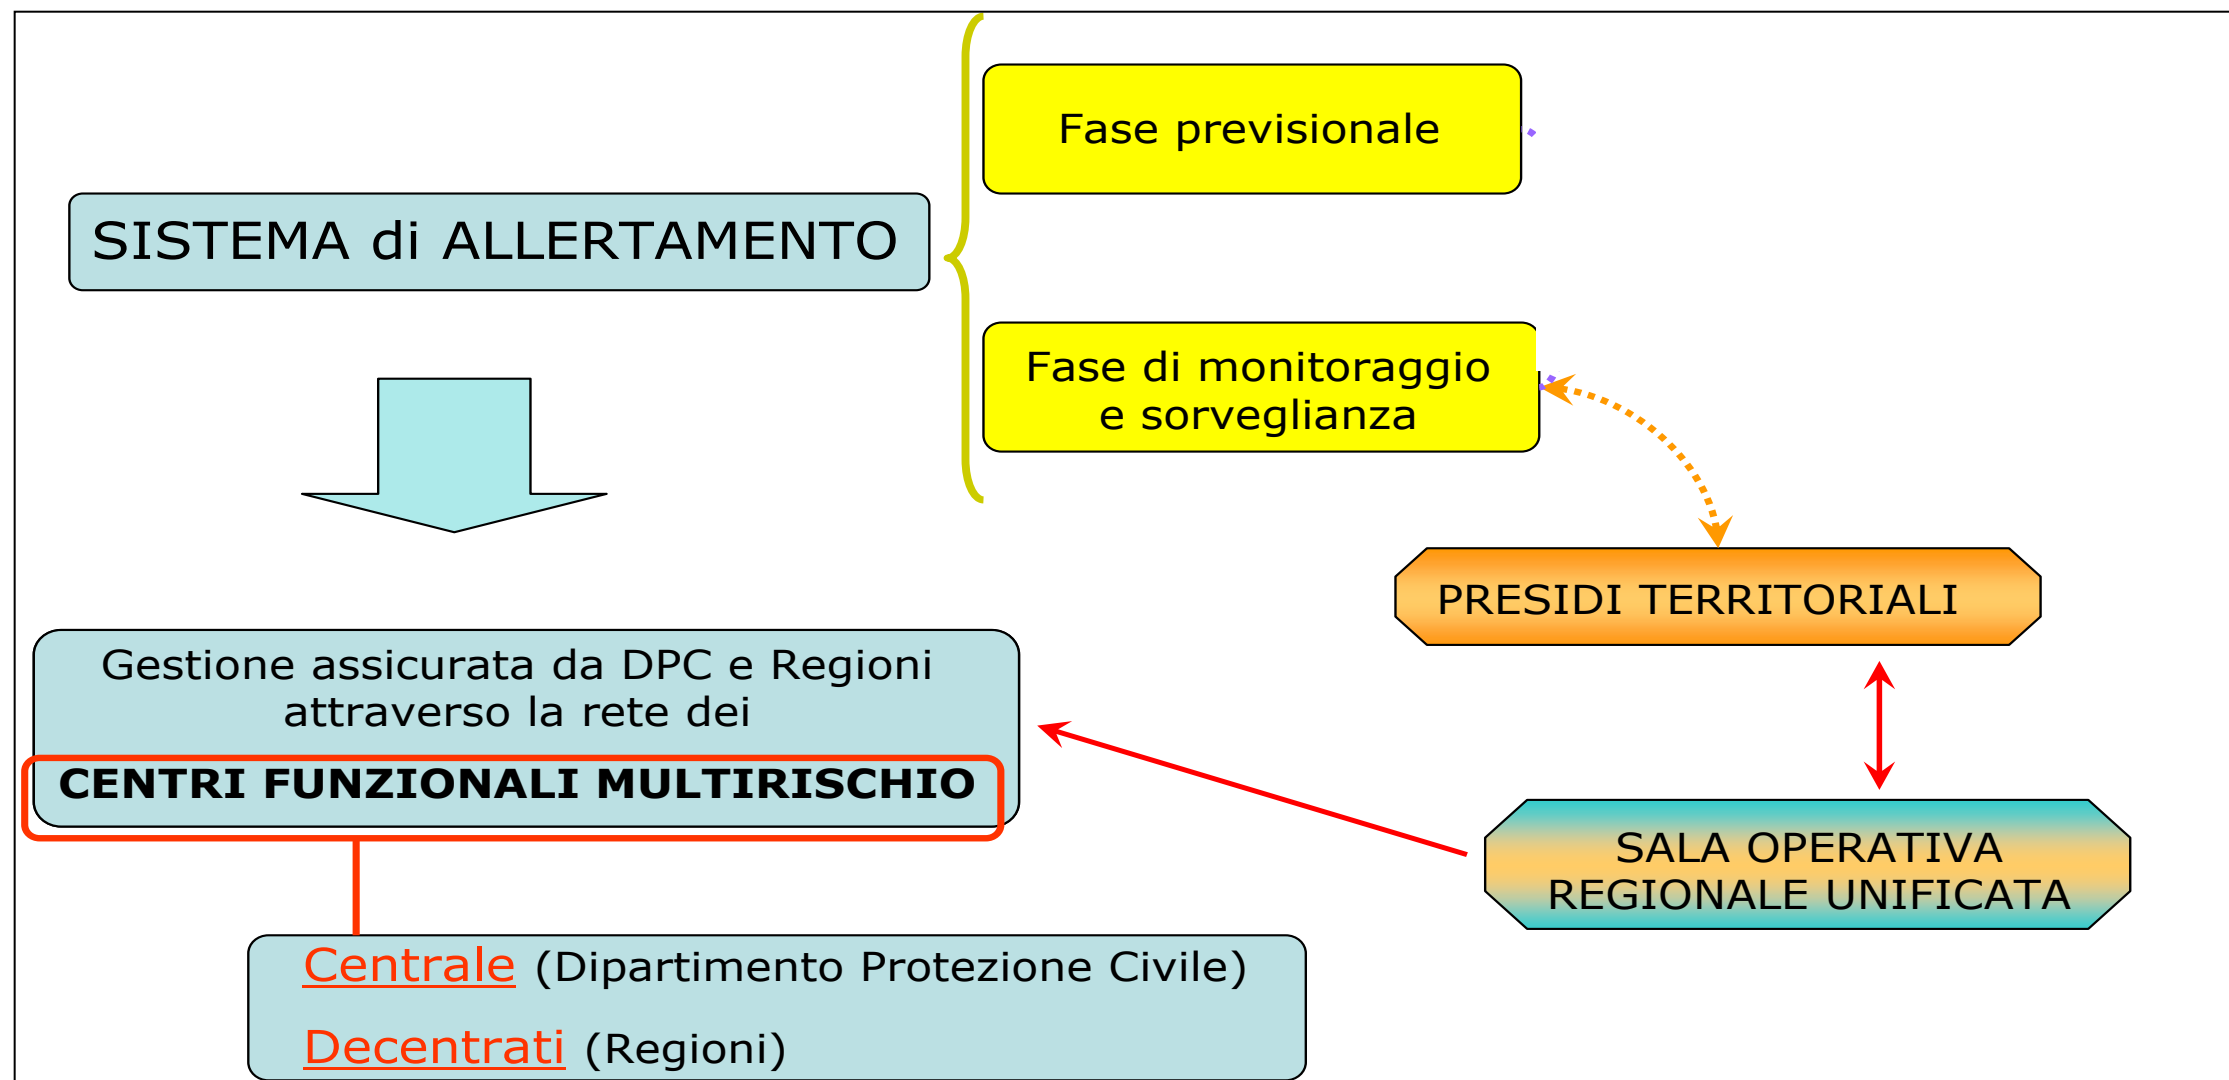 Fase previsionale
SISTEMA di ALLERTAMENTO
Fase di monitoraggio
e sorveglianza
PRESIDI TERRITORIALI
Gestione assicurata da DPC e Regioni
attraverso la rete dei
CENTRI FUNZIONALI MULTIRISCHIO
SALA OPERATIVA
REGIONALE UNIFICATA
Centrale (Dipartimento Protezione Civile)
Decentrati (Regioni)